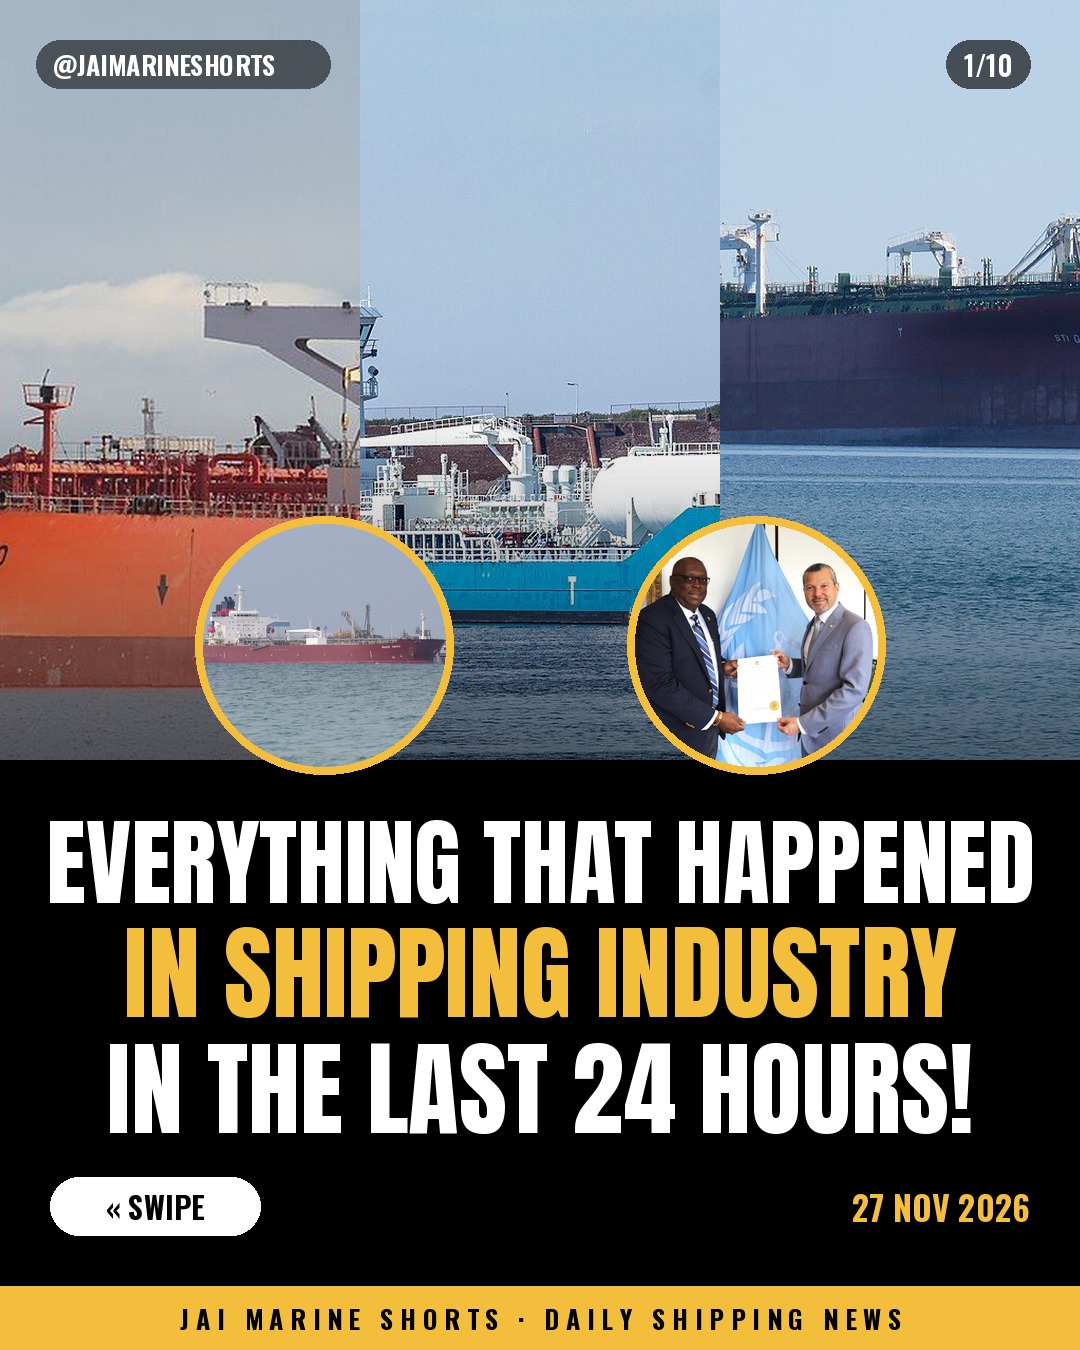 @JAIMARINESHORTS
1/10
STI
EVERYTHING THAT HAPPENED
IN SHIPPING INDUSTRY
IN THE LAST 24 HOURS!
« SWIPE
27 NOV 2026
JAI MARINE SHORTS · DAILY SHIPPING NEWS